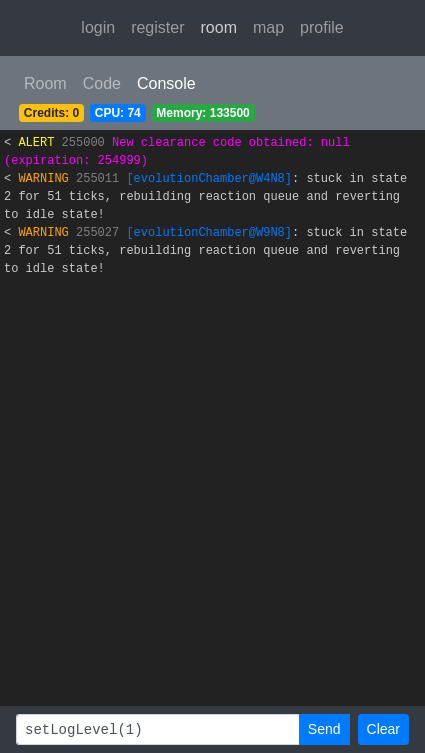 login register room map profile
Room Code Console
Credits: 0 CPU: 74 Memory: 133500
< ALERT 255000 New clearance code obtained: null
(expiration: 254999)
< WARNING 255011 [evolutionChamber@W4N8]: stuck in state
2 for 51 ticks, rebuilding reaction queue and reverting
to idle state!
< WARNING 255027 [evolutionChamber@W9N8]: stuck in state
2 for 51 ticks, rebuilding reaction queue and reverting
to idle state!
setLogLevel(1) Send Clear